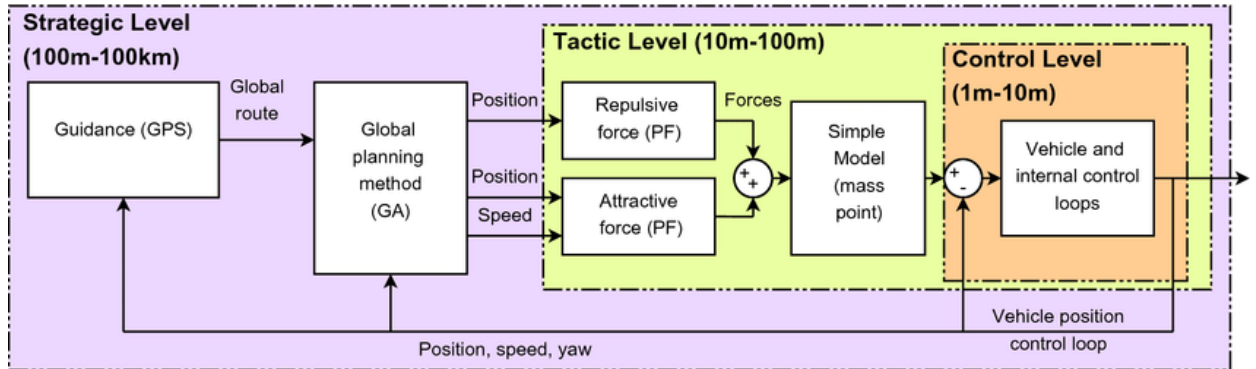 Strategic Level
(100m-100km)
Tactic Level (10m-100m)
Control Level
(1m-10m)
Guidance (GPS)
Global
route
Global
planning
method
(GA)
Position
Position
Speed
Repulsive
force (PF)
Attractive
force (PF)
Forces
+
+
Simple
Model
(mass
point)
+
-
Vehicle and
internal control
loops
Vehicle position
control loop
Position, speed, yaw